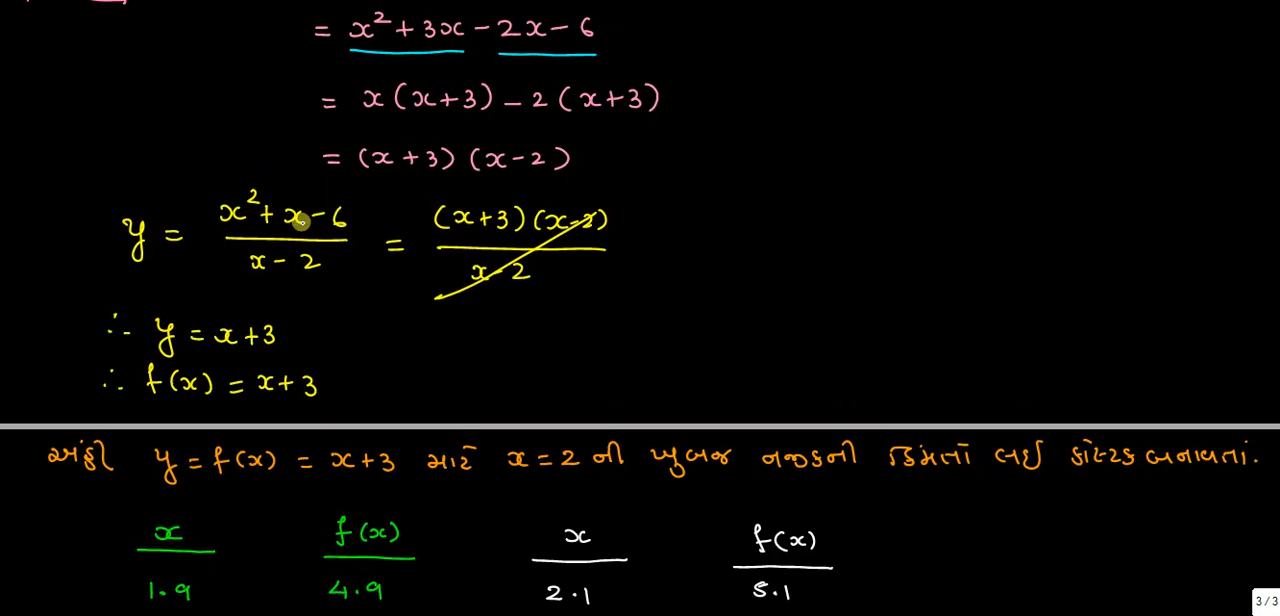 = x² + 3x - 2x - 6
= x (x+3) - 2 (x+3)
= (x+3) (x-2)
y = x² + x - 6 / x - 2 = (x+3) (x-2) / x - 2
∴ y = x+3
∴ f(x) = x+3
અહીં y = f(x) = x+3 માટે x = 2 ની ખુબજ નજીકની કિંમતો લઇ કોષ્ટક બનાવતાં.
x f(x) x f(x)
1.9 4.9 2.1 5.1
3/3